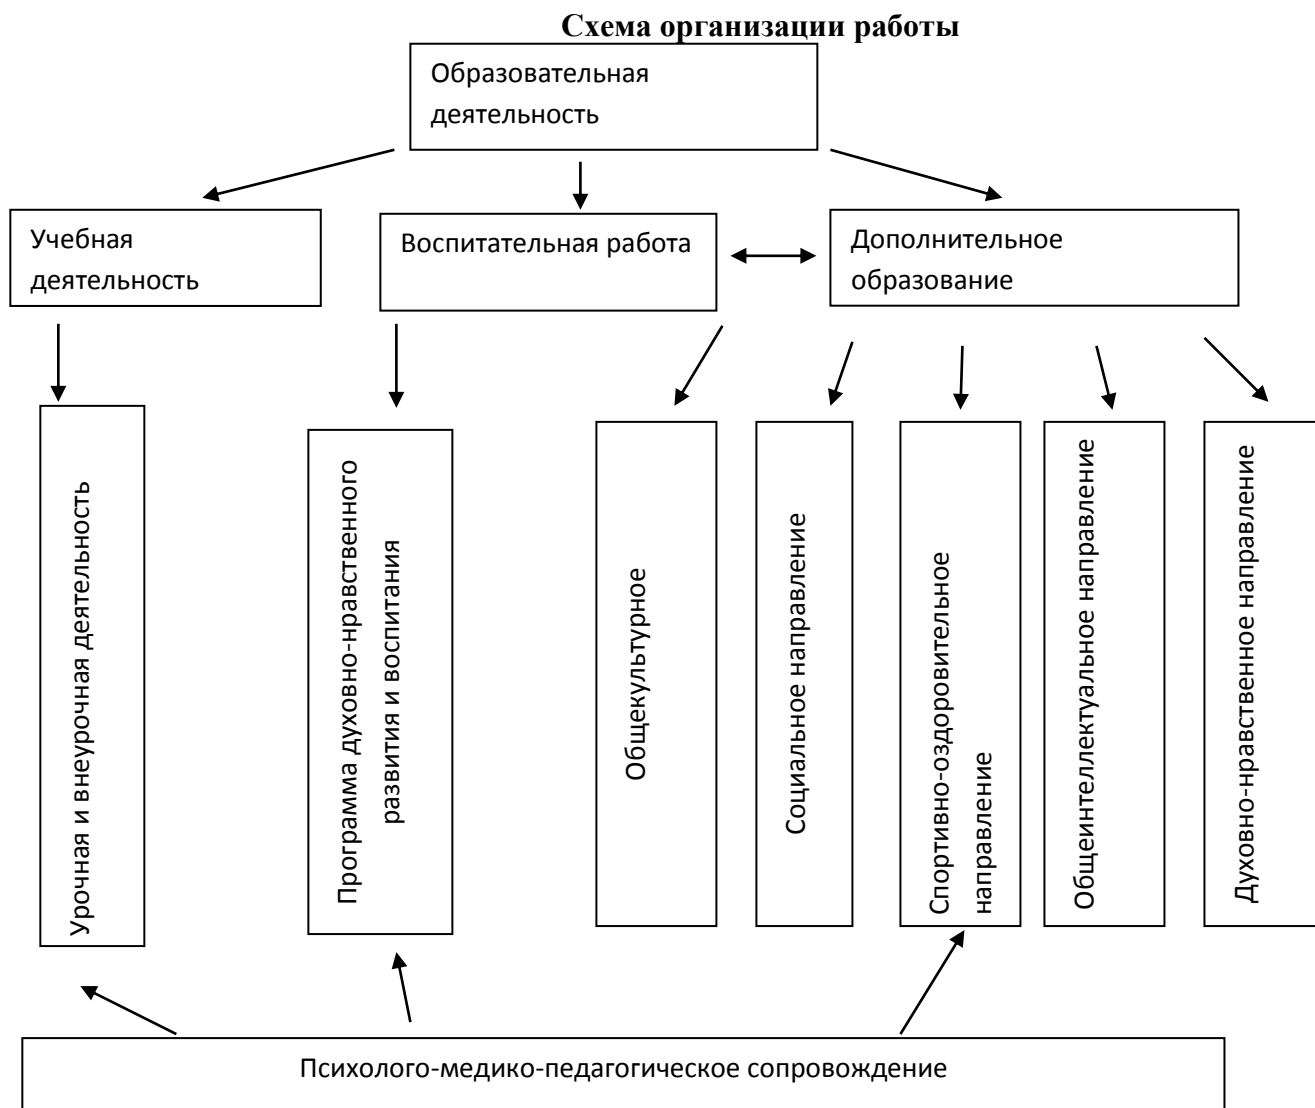 Схема организации работы
Образовательная
деятельность
Учебная
деятельность
Воспитательная работа
Дополнительное
образование
Урочная и внеурочная деятельность
Программа духовно-нравственного
развития и воспитания
Общекультурное
Социальное направление
Спортивно-оздоровительное
направление
Общеинтеллектуальное направление
Духовно-нравственное направление
Психолого-медико-педагогическое сопровождение